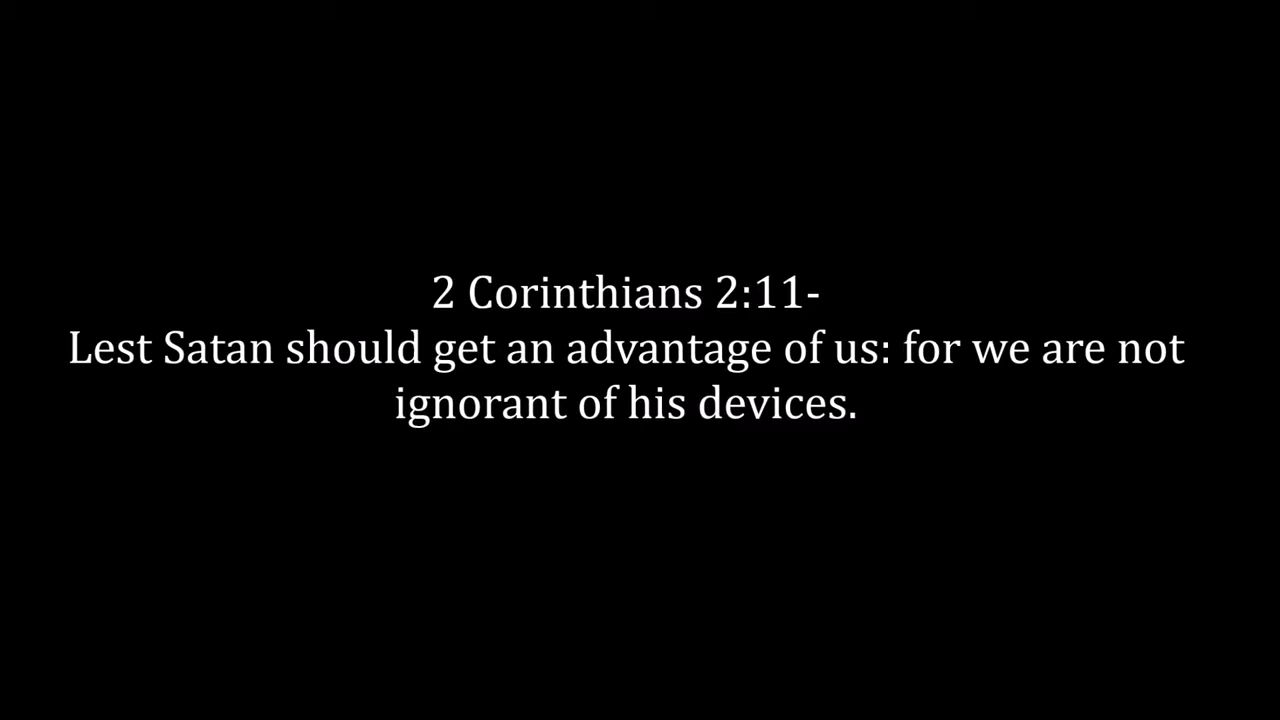 2 Corinthians 2:11-
Lest Satan should get an advantage of us: for we are not
ignorant of his devices.